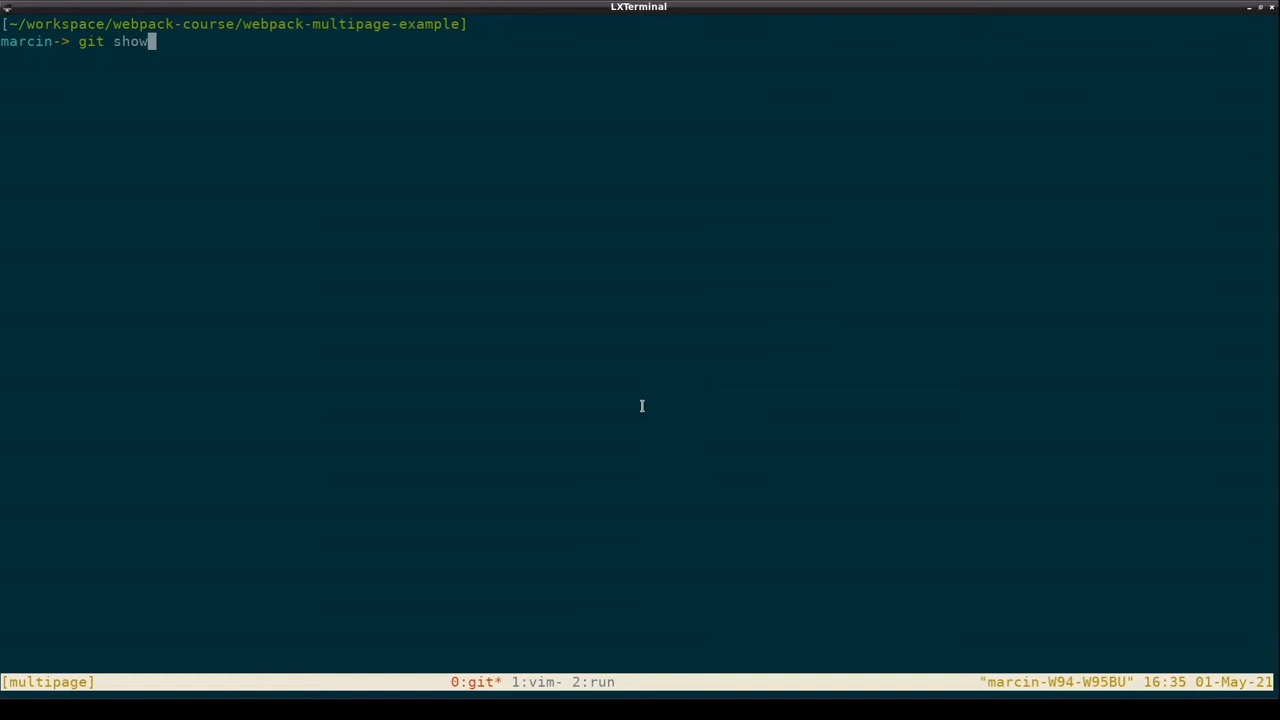 LXTerminal
[~/workspace/webpack-course/webpack-multipage-example]
marcin-> git show
[multipage] 0:git* 1:vim- 2:run "marcin-W94-W95BU" 16:35 01-May-21